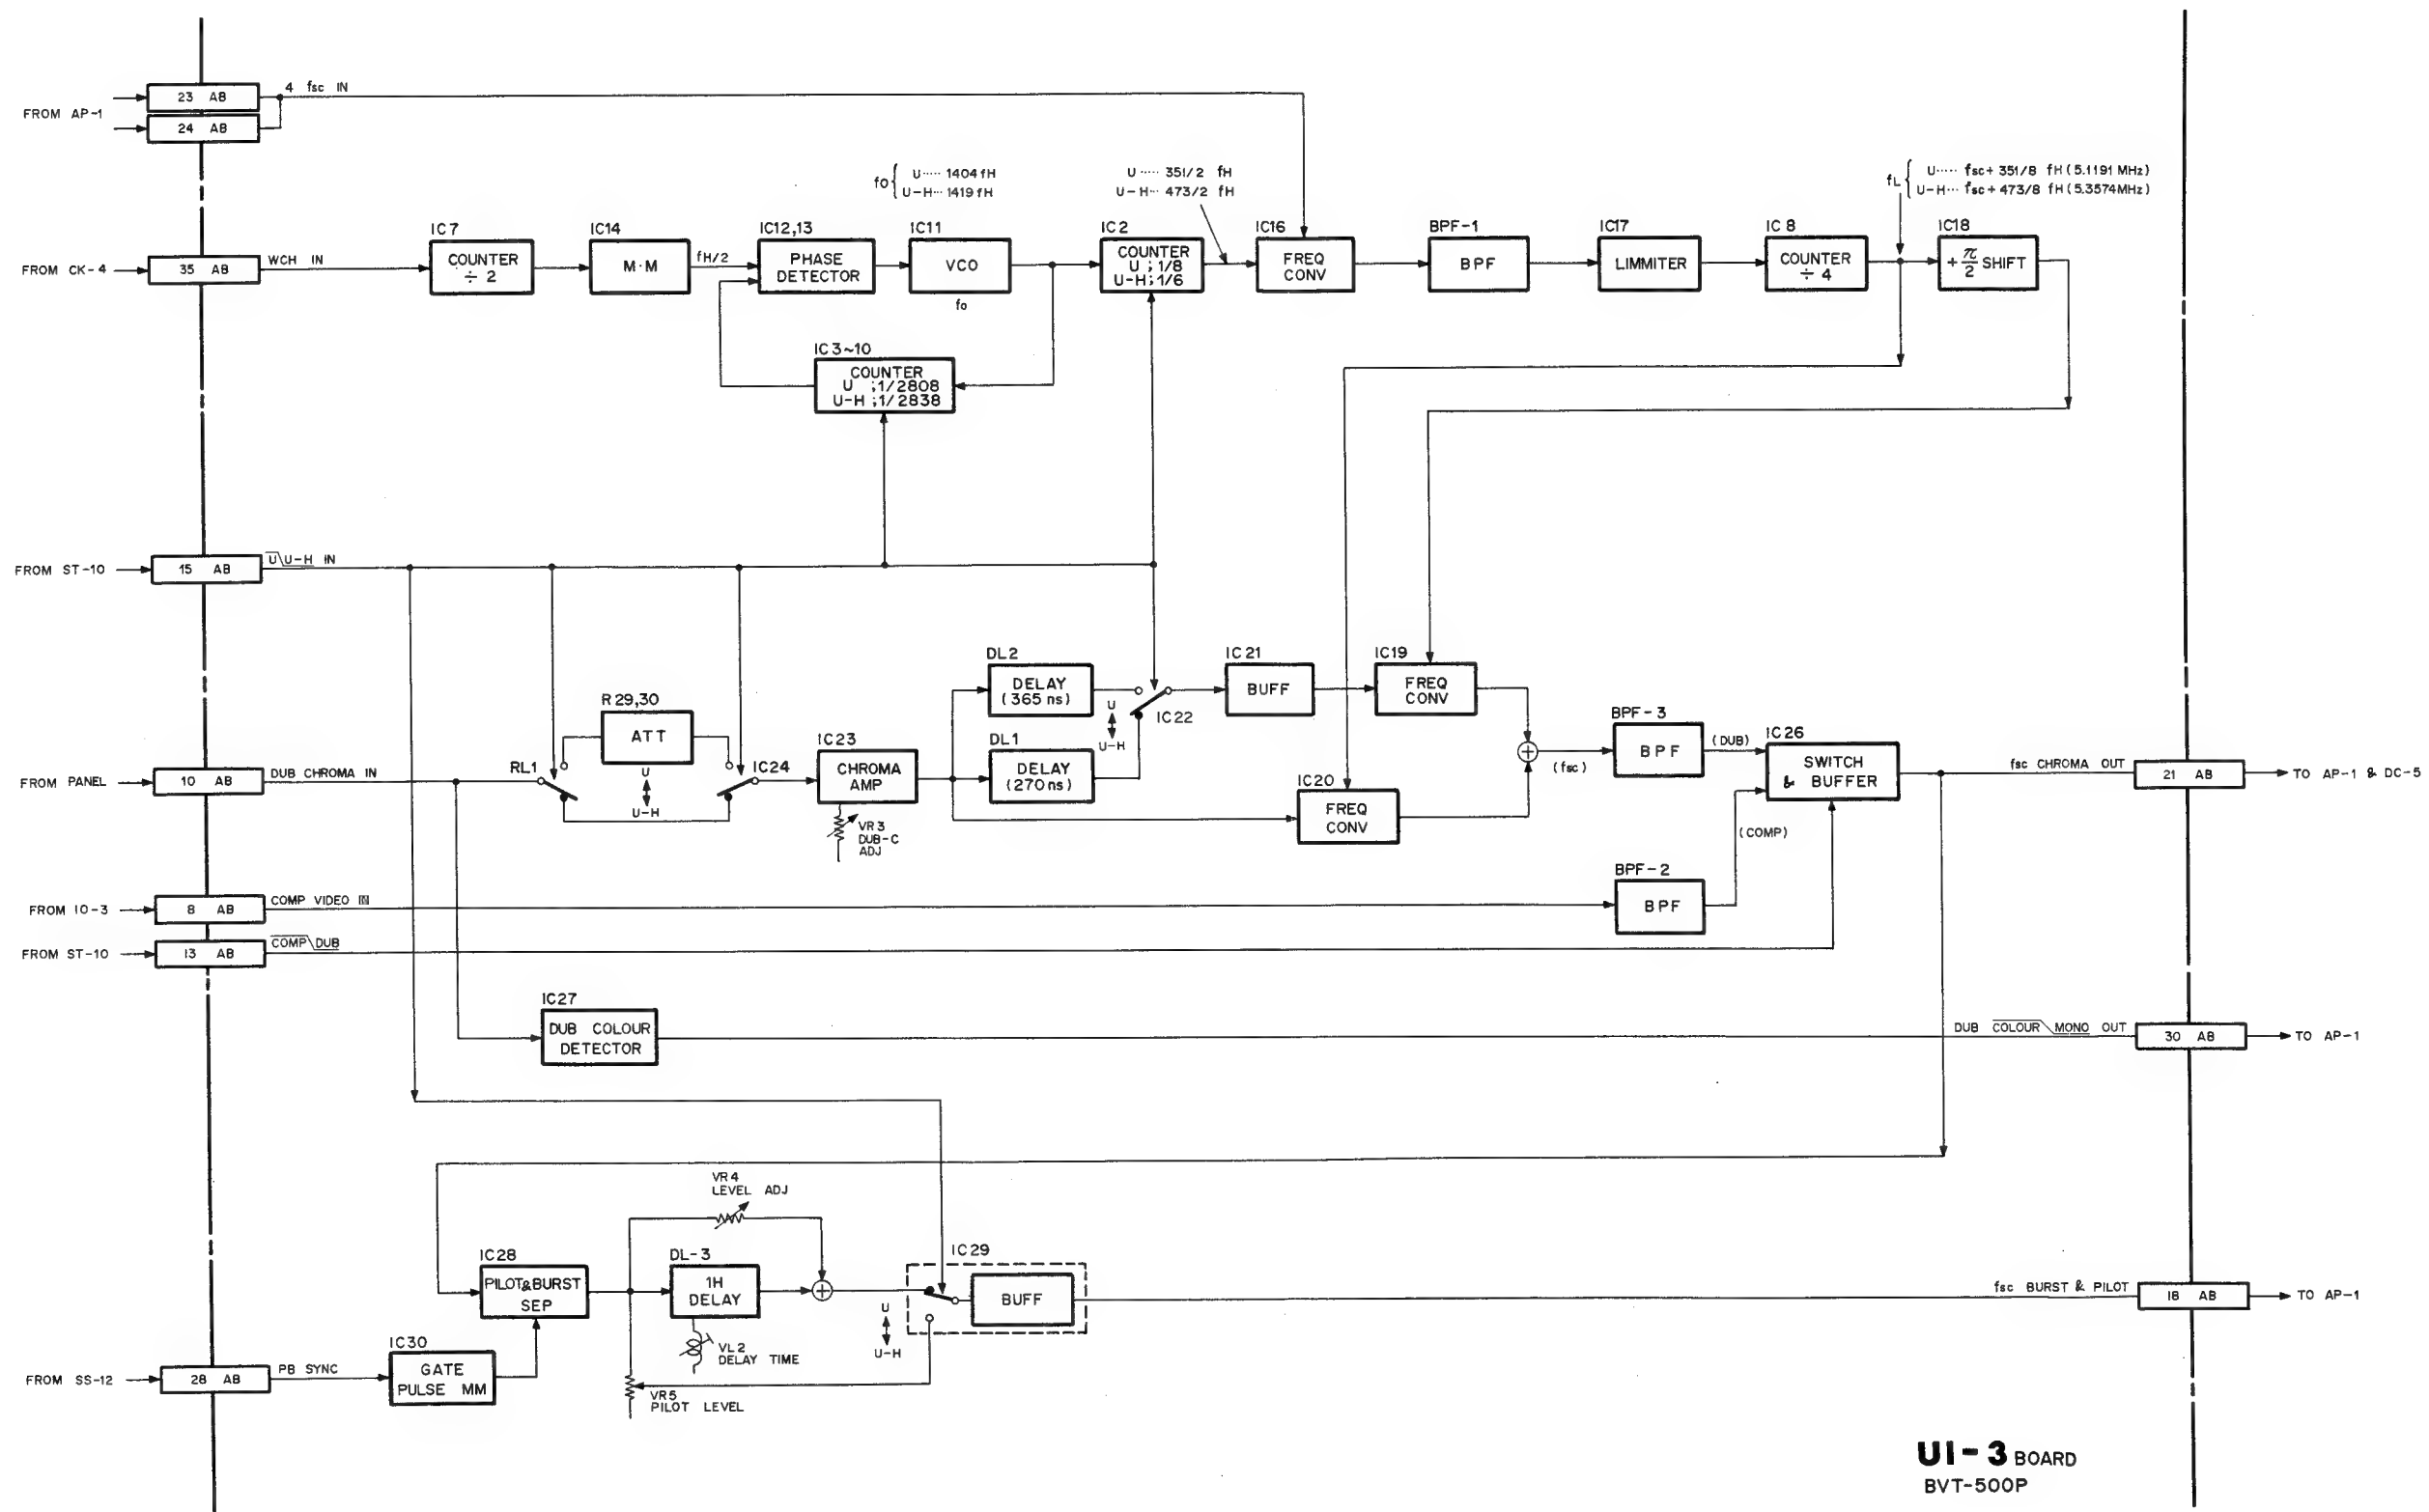 23 AB
4 fsc IN
FROM AP-1
24 AB
fo { U····· 1404 fH
U-H··· 1419 fH
U ····· 351/2 fH
U-H··· 473/2 fH
fL { U····· fsc + 351/8 fH (5.1191 MHz)
U-H··· fsc + 473/8 fH (5.3574 MHz)
IC7
IC14
IC12,13
IC11
IC2
IC16
BPF-1
IC17
IC 8
IC18
FROM CK-4
35 AB
WCH IN
COUNTER
÷ 2
M·M
fH/2
PHASE
DETECTOR
VCO
fo
COUNTER
U ; 1/8
U-H; 1/6
FREQ
CONV
BPF
LIMMITER
COUNTER
÷ 4
+ π/2 SHIFT
IC3~10
COUNTER
U ;1/2808
U-H ;1/2838
FROM ST-10
15 AB
U\U-H IN
DL2
DELAY
(365 ns)
U
U-H
IC22
IC 21
BUFF
IC19
FREQ
CONV
R 29,30
ATT
U
U-H
FROM PANEL
10 AB
DUB CHROMA IN
RL1
IC24
IC23
CHROMA
AMP
VR 3
DUB-C
ADJ
DL1
DELAY
(270 ns)
IC20
FREQ
CONV
(fsc)
BPF-3
BPF
(DUB)
IC 26
SWITCH
& BUFFER
fsc CHROMA OUT
21 AB
TO AP-1 & DC-5
(COMP)
BPF-2
BPF
FROM IO-3
8 AB
COMP VIDEO IN
FROM ST-10
13 AB
COMP\DUB
IC27
DUB COLOUR
DETECTOR
DUB COLOUR\MONO OUT
30 AB
TO AP-1
VR4
LEVEL ADJ
IC28
PILOT&BURST
SEP
DL-3
1H
DELAY
VL2
DELAY TIME
IC29
U
U-H
BUFF
fsc BURST & PILOT
18 AB
TO AP-1
FROM SS-12
28 AB
PB SYNC
IC30
GATE
PULSE MM
VR5
PILOT LEVEL
UI-3 BOARD
BVT-500P